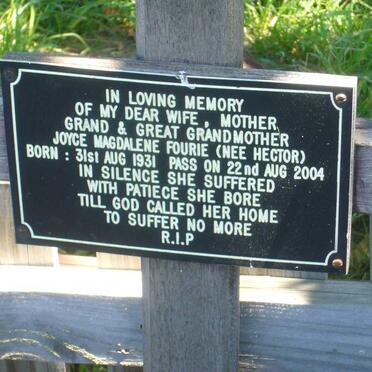 IN LOVING MEMORY
OF MY DEAR WIFE, MOTHER
GRAND & GREAT GRANDMOTHER
JOYCE MAGDALENE FOURIE (NEE HECTOR)
BORN : 31st AUG 1931 PASS ON 22nd AUG 2004
IN SILENCE SHE SUFFERED
WITH PATIECE SHE BORE
TILL GOD CALLED HER HOME
TO SUFFER NO MORE
R.I.P